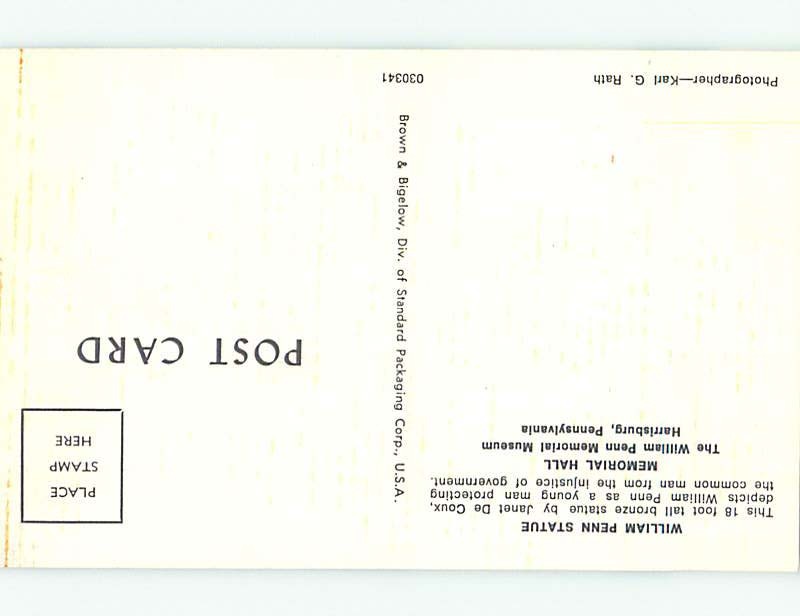 WILLIAM PENN STATUE
This 18 foot tall bronze statue by Janet De Coux,
depicts William Penn as a young man protecting
the common man from the injustice of government.
MEMORIAL HALL
The William Penn Memorial Museum
Harrisburg, Pennsylvania
PLACE
STAMP
HERE
POST CARD
Brown & Bigelow, Div. of Standard Packaging Corp., U.S.A.
Photographer—Karl G. Rath
030341